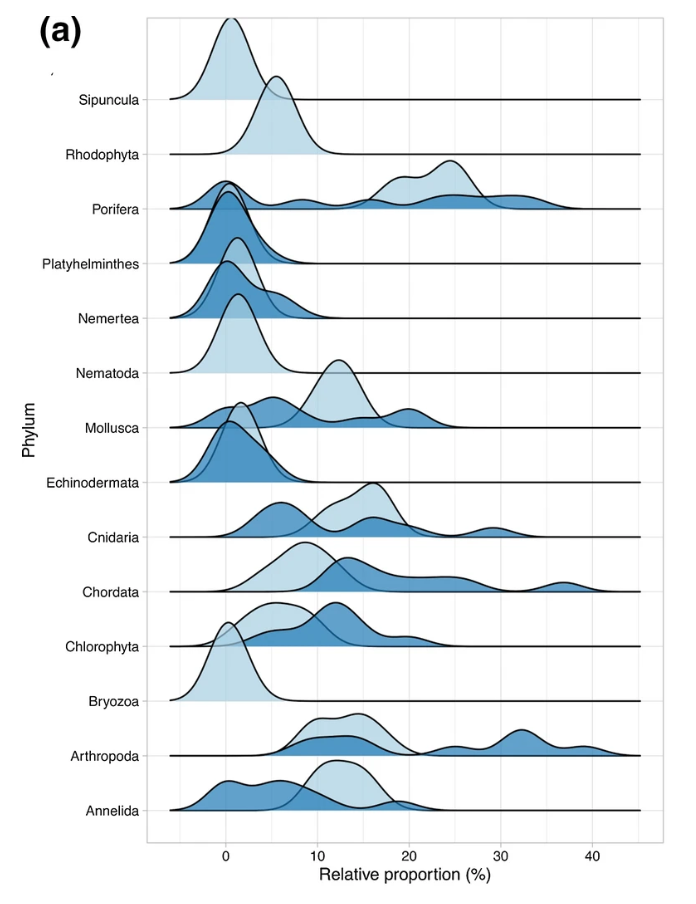 (a)
Sipuncula
Rhodophyta
Porifera
Platyhelminthes
Nemertea
Nematoda
Mollusca
Echinodermata
Cnidaria
Chordata
Chlorophyta
Bryozoa
Arthropoda
Annelida
Phylum
0 10 20 30 40
Relative proportion (%)